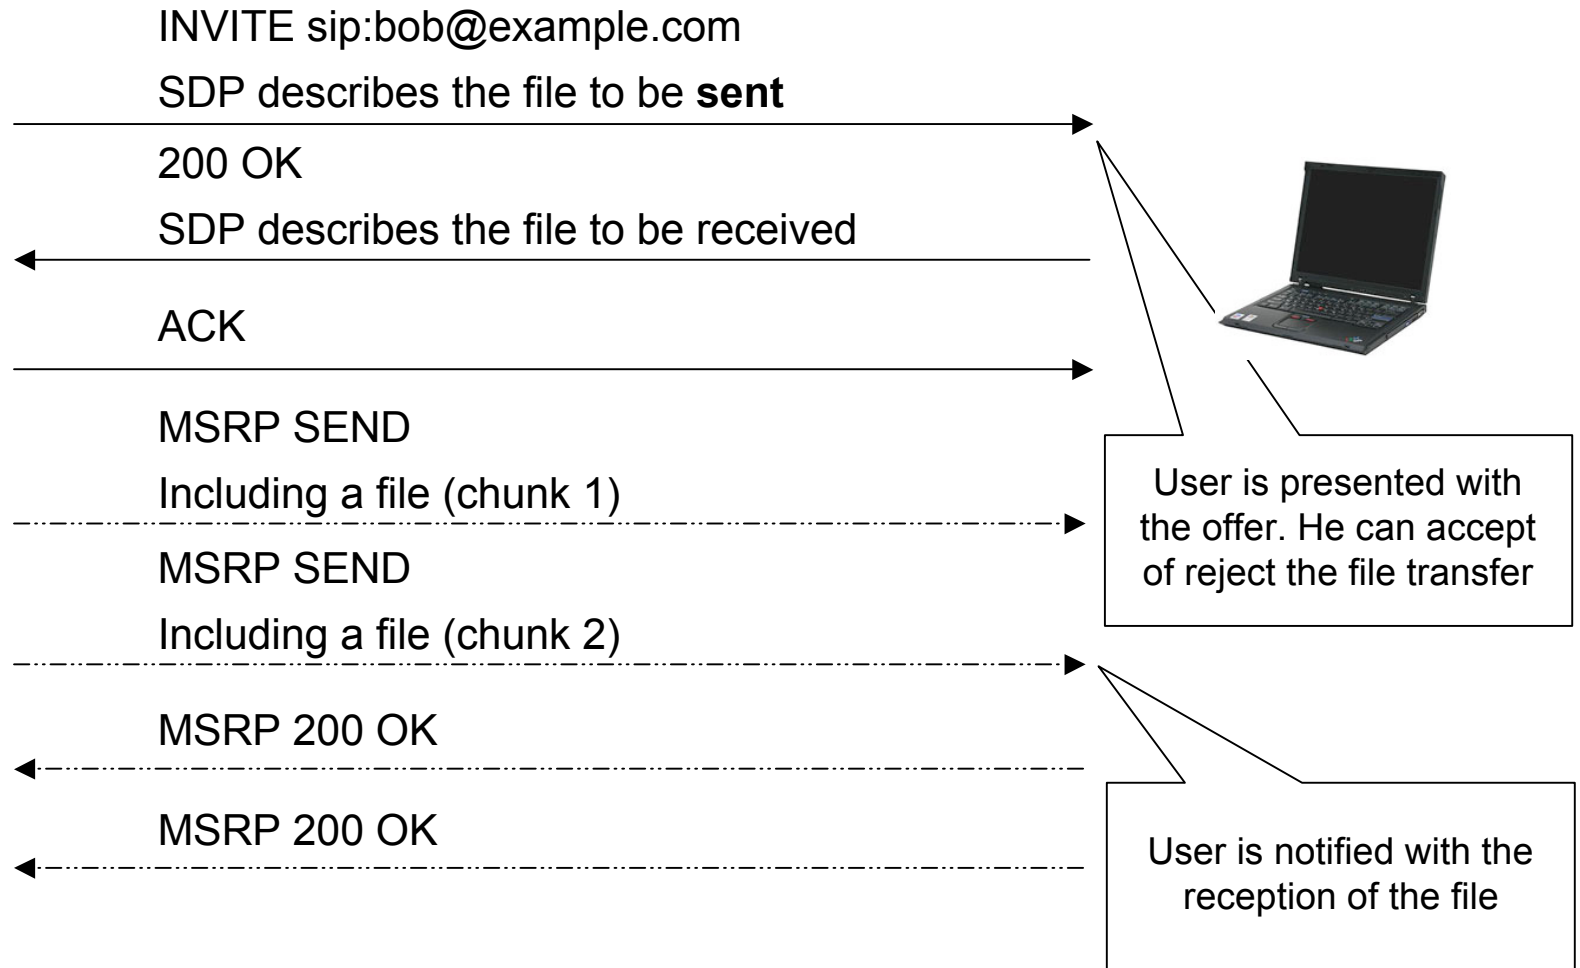 INVITE sip:bob@example.com
SDP describes the file to be sent
200 OK
SDP describes the file to be received
ACK
MSRP SEND
Including a file (chunk 1)
User is presented with
the offer. He can accept
of reject the file transfer
MSRP SEND
Including a file (chunk 2)
MSRP 200 OK
MSRP 200 OK
User is notified with the
reception of the file